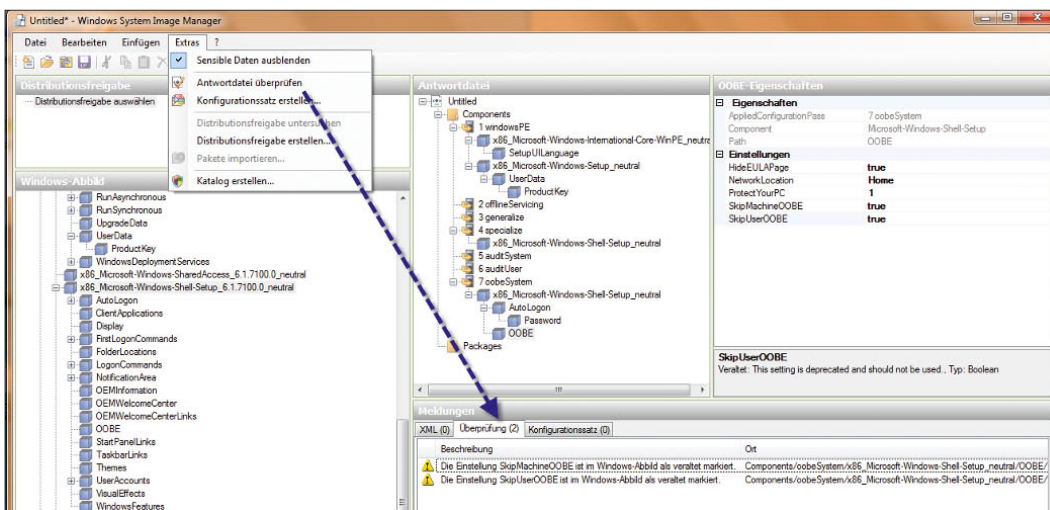 Untitled* - Windows System Image Manager
Datei Bearbeiten Einfügen Extras ?
Sensible Daten ausblenden
Antwortdatei überprüfen
Konfigurationssatz erstellen...
Distributionsfreigabe untersuchen
Distributionsfreigabe erstellen...
Pakete importieren...
Katalog erstellen...
Distributionsfreigabe
Distributionsfreigabe auswählen
Windows-Abbild
RunAsynchronous
RunSynchronous
UpgradeData
UserData
ProductKey
WindowsDeploymentServices
x86_Microsoft-Windows-SharedAccess_6.1.7100.0_neutral
x86_Microsoft-Windows-Shell-Setup_6.1.7100.0_neutral
AutoLogon
ClientApplications
Display
FirstLogonCommands
FolderLocations
LogonCommands
NotificationArea
OEMInformation
OEMWelcomeCenter
OEMWelcomeCenterLinks
OOBE
StartPanelLinks
TaskbarLinks
Themes
UserAccounts
VisualEffects
WindowsFeatures
Antwortdatei
Untitled
Components
1 windowsPE
x86_Microsoft-Windows-International-Core-WinPE_neutra
SetupUILanguage
x86_Microsoft-Windows-Setup_neutral
UserData
ProductKey
2 offlineServicing
3 generalize
4 specialize
x86_Microsoft-Windows-Shell-Setup_neutral
5 auditSystem
6 auditUser
7 oobeSystem
x86_Microsoft-Windows-Shell-Setup_neutral
AutoLogon
Password
OOBE
Packages
OOBE-Eigenschaften
Eigenschaften
AppliedConfigurationPass 7 oobeSystem
Component Microsoft-Windows-Shell-Setup
Path OOBE
Einstellungen
HideEULAPage true
NetworkLocation Home
ProtectYourPC 1
SkipMachineOOBE true
SkipUserOOBE true
SkipUserOOBE
Veraltet: This setting is deprecated and should not be used., Typ: Boolean
Meldungen
XML (0) Überprüfung (2) Konfigurationssatz (0)
Beschreibung Ort
Die Einstellung SkipMachineOOBE ist im Windows-Abbild als veraltet markiert. Components/oobeSystem/x86_Microsoft-Windows-Shell-Setup_neutral/OOBE/
Die Einstellung SkipUserOOBE ist im Windows-Abbild als veraltet markiert. Components/oobeSystem/x86_Microsoft-Windows-Shell-Setup_neutral/OOBE/